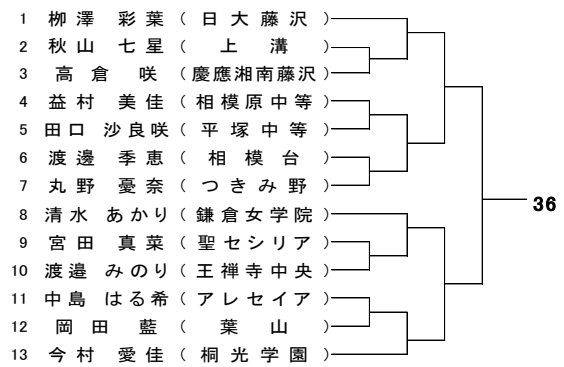 1 栁澤 彩葉 (日大藤沢)
2 秋山 七星 (上溝)
3 高倉 咲 (慶應湘南藤沢)
4 益村 美佳 (相模原中等)
5 田口 沙良咲 (平塚中等)
6 渡邊 季恵 (相模台)
7 丸野 憂奈 (つきみ野)
8 清水 あかり (鎌倉女学院)
9 宮田 真菜 (聖セシリア)
10 渡邉 みのり (王禅寺中央)
11 中島 はる希 (アレセイア)
12 岡田 藍 (葉山)
13 今村 愛佳 (桐光学園)
36